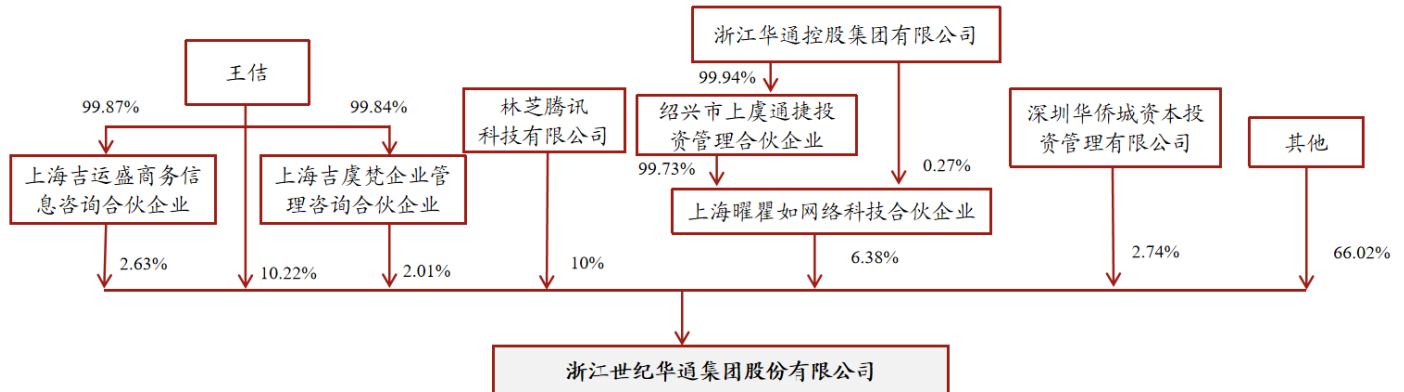 浙江华通控股集团有限公司
王佶
99.94%
99.87%
99.84%
林芝腾讯
科技有限公司
绍兴市上虞通捷投
资管理合伙企业
深圳华侨城资本投
资管理有限公司
其他
99.73%
0.27%
上海吉运盛商务信
息咨询合伙企业
上海吉虞梵企业管
理咨询合伙企业
上海曜瞿如网络科技合伙企业
2.63%
10.22%
2.01%
10%
6.38%
2.74%
66.02%
浙江世纪华通集团股份有限公司